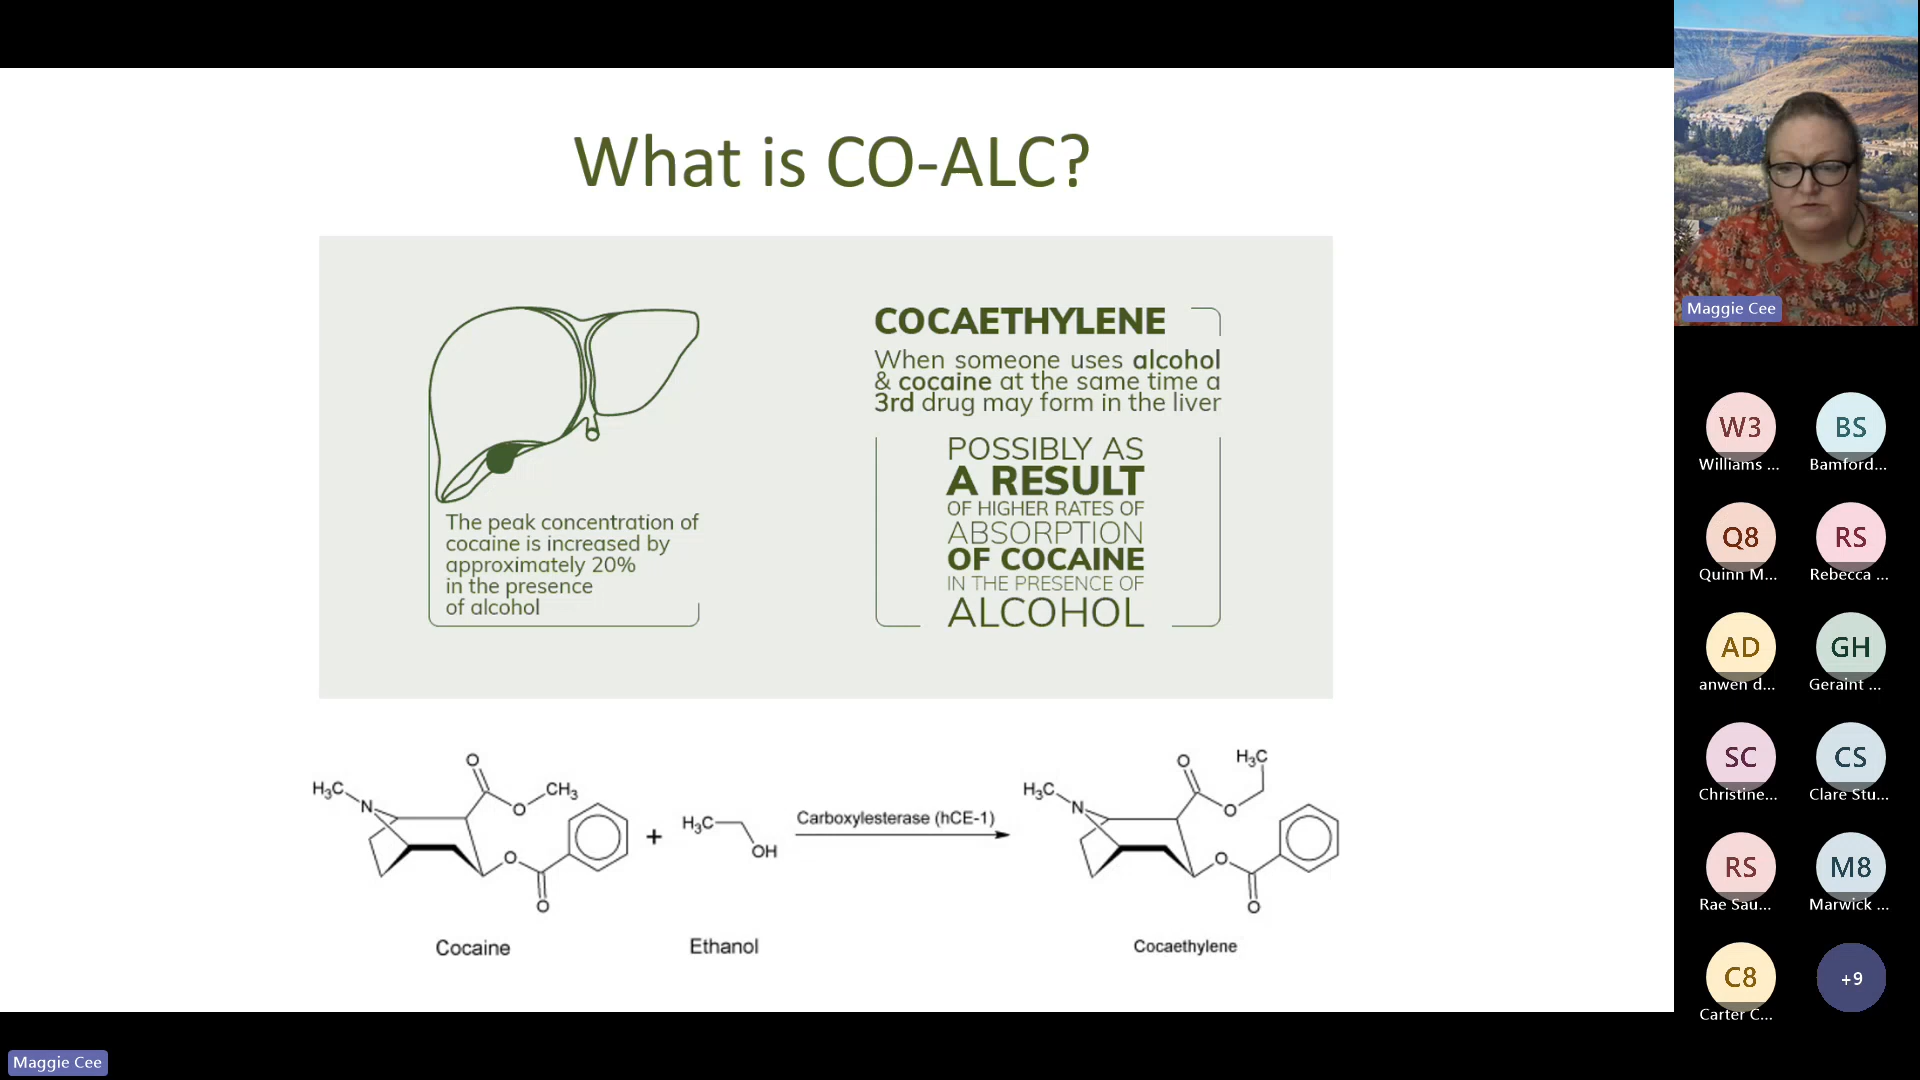 What is CO-ALC?
The peak concentration of
cocaine is increased by
approximately 20%
in the presence
of alcohol
COCAETHYLENE
When someone uses alcohol
& cocaine at the same time a
3rd drug may form in the liver
POSSIBLY AS
A RESULT
OF HIGHER RATES OF
ABSORPTION
OF COCAINE
IN THE PRESENCE OF
ALCOHOL
H₃C
N
O
O
CH₃
O
O
Cocaine
+
H₃C
OH
Ethanol
Carboxylesterase (hCE-1)
H₃C
N
O
O
H₃C
O
O
Cocaethylene
Maggie Cee
W3
Williams ...
BS
Bamford...
Q8
Quinn M...
RS
Rebecca ...
AD
anwen d...
GH
Geraint ...
SC
Christine...
CS
Clare Stu...
RS
Rae Sau...
M8
Marwick ...
C8
Carter C...
+9
Maggie Cee